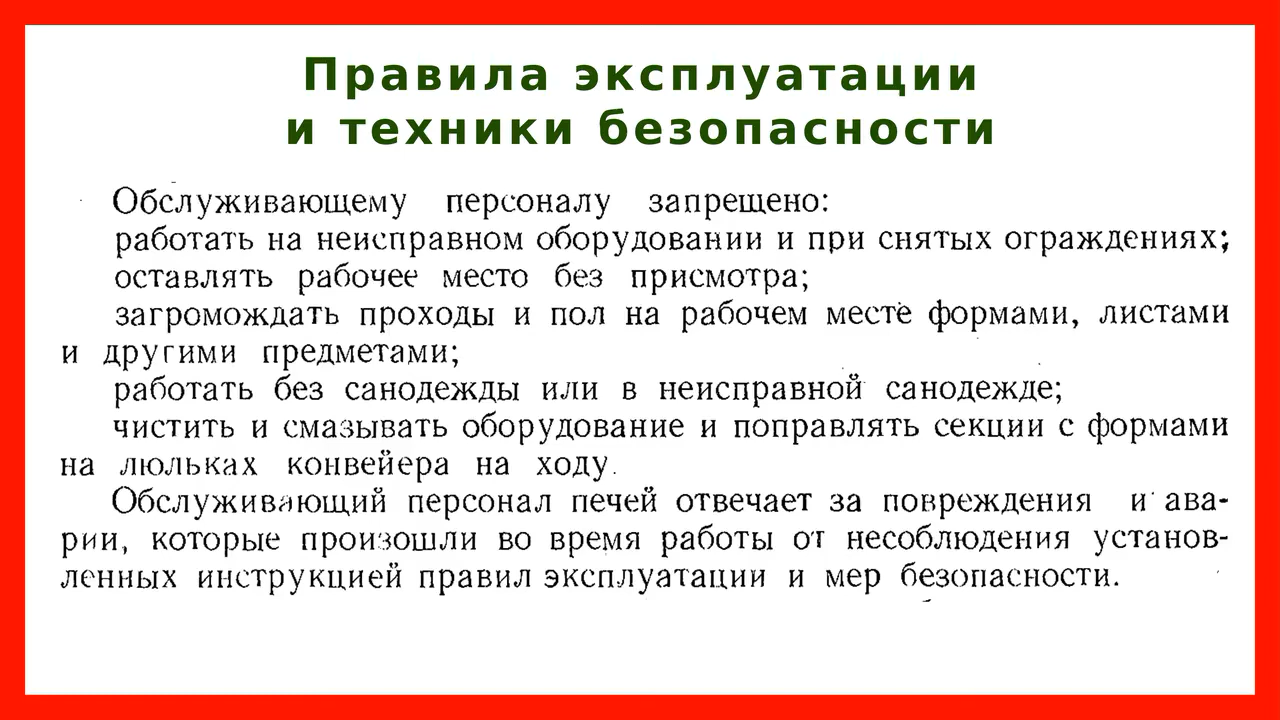 Правила эксплуатации
и техники безопасности
Обслуживающему персоналу запрещено:
работать на неисправном оборудовании и при снятых ограждениях;
оставлять рабочее место без присмотра;
загромождать проходы и пол на рабочем месте формами, листами
и другими предметами;
работать без санодежды или в неисправной санодежде;
чистить и смазывать оборудование и поправлять секции с формами
на люльках конвейера на ходу.
Обслуживающий персонал печей отвечает за повреждения и ава-
рии, которые произошли во время работы от несоблюдения установ-
ленных инструкцией правил эксплуатации и мер безопасности.